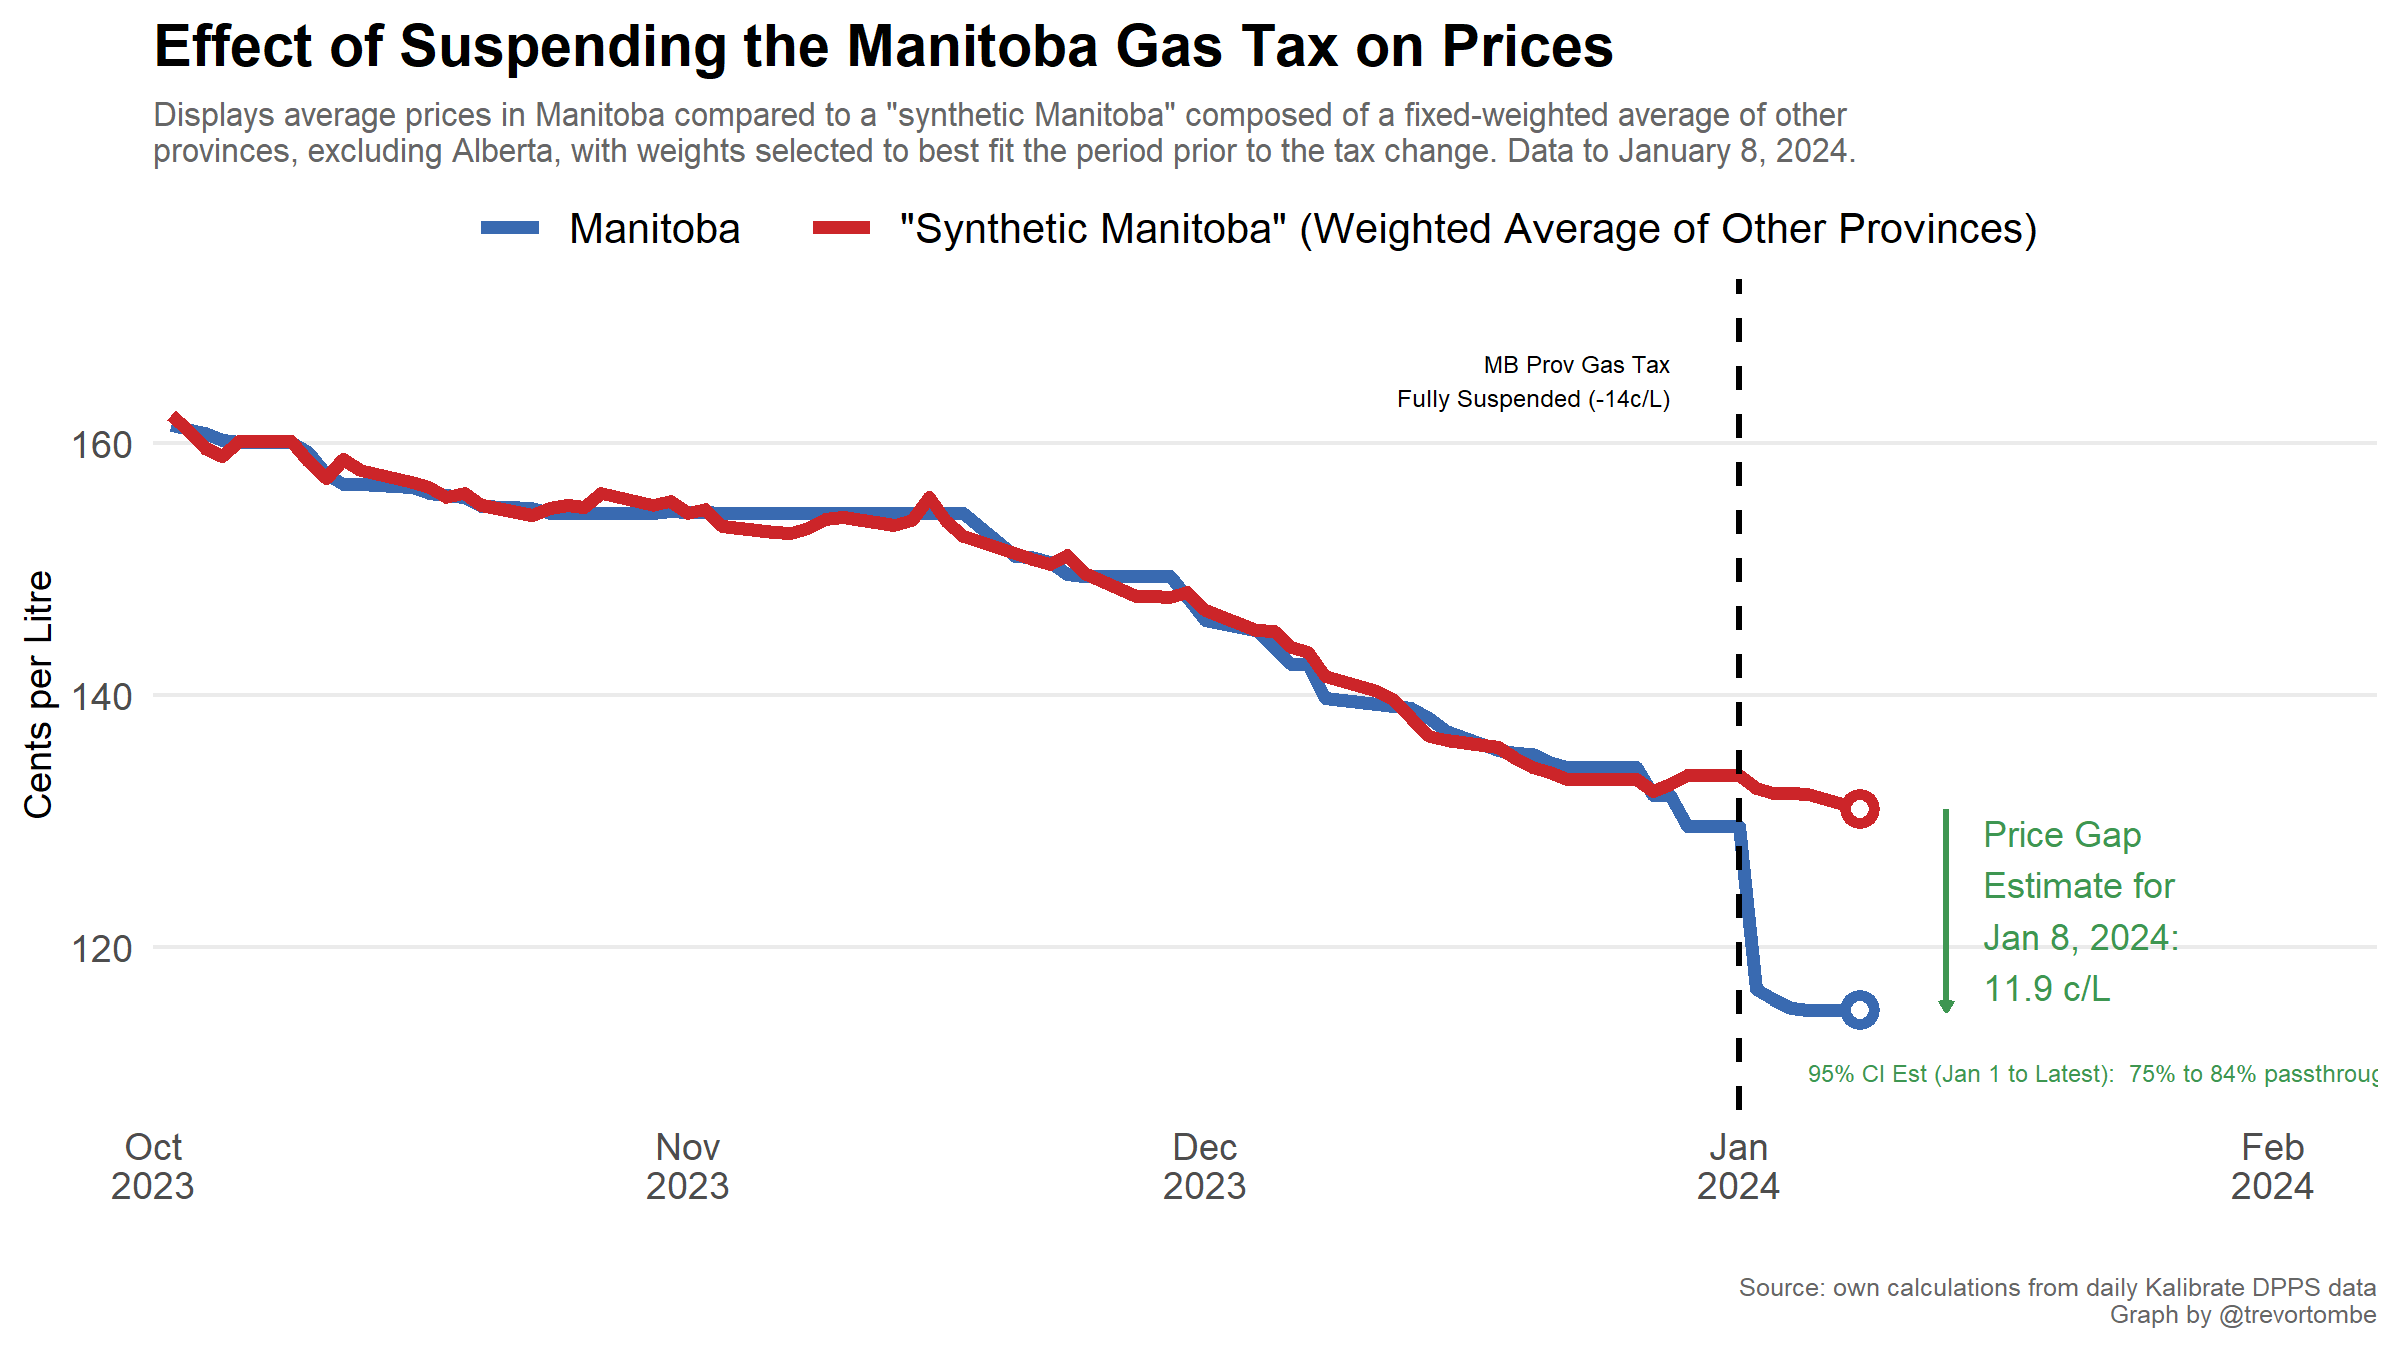 Effect of Suspending the Manitoba Gas Tax on Prices
Displays average prices in Manitoba compared to a "synthetic Manitoba" composed of a fixed-weighted average of other
provinces, excluding Alberta, with weights selected to best fit the period prior to the tax change. Data to January 8, 2024.
Manitoba
"Synthetic Manitoba" (Weighted Average of Other Provinces)
MB Prov Gas Tax
Fully Suspended (-14c/L)
Cents per Litre
160
140
120
Price Gap
Estimate for
Jan 8, 2024:
11.9 c/L
95% CI Est (Jan 1 to Latest):  75% to 84% passthroug
Oct
2023
Nov
2023
Dec
2023
Jan
2024
Feb
2024
Source: own calculations from daily Kalibrate DPPS data
Graph by @trevortombe